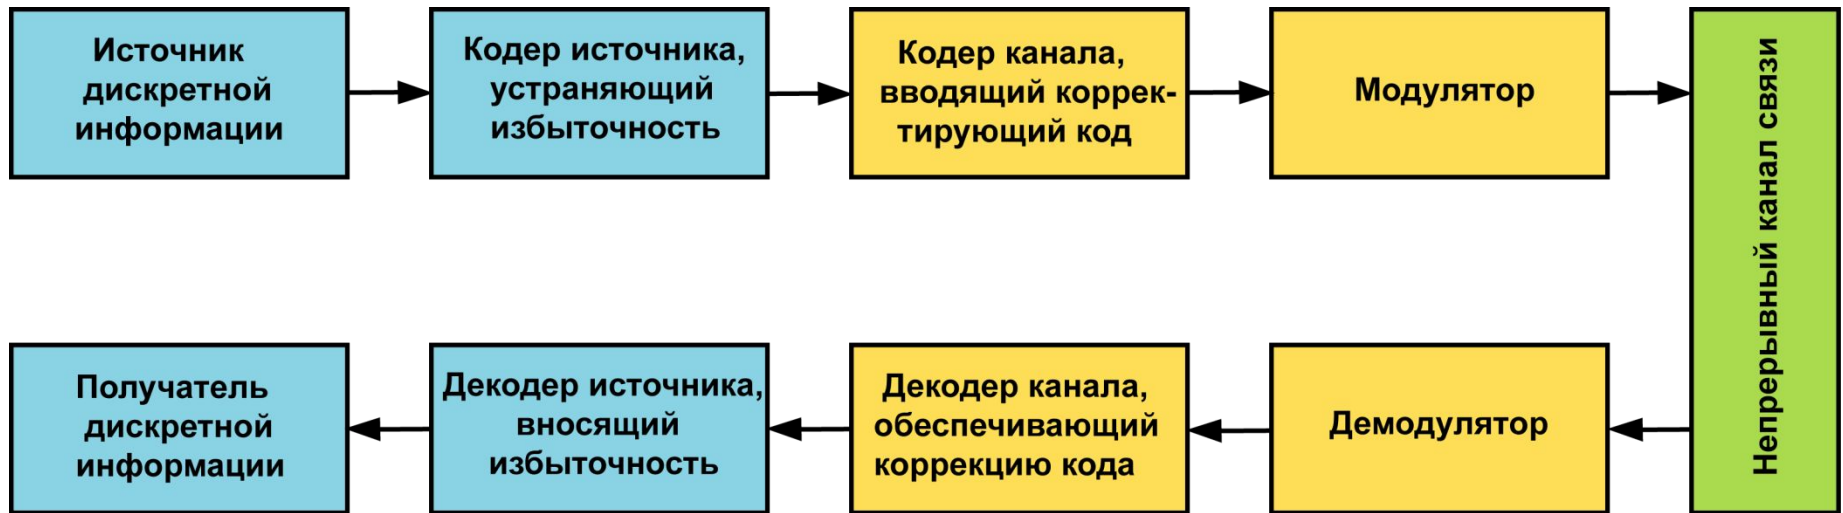 Источник
дискретной
информации
Кодер источника,
устраняющий
избыточность
Кодер канала,
вводящий коррек-
тирующий код
Модулятор
Непрерывный канал связи
Получатель
дискретной
информации
Декодер источника,
вносящий
избыточность
Декодер канала,
обеспечивающий
коррекцию кода
Демодулятор